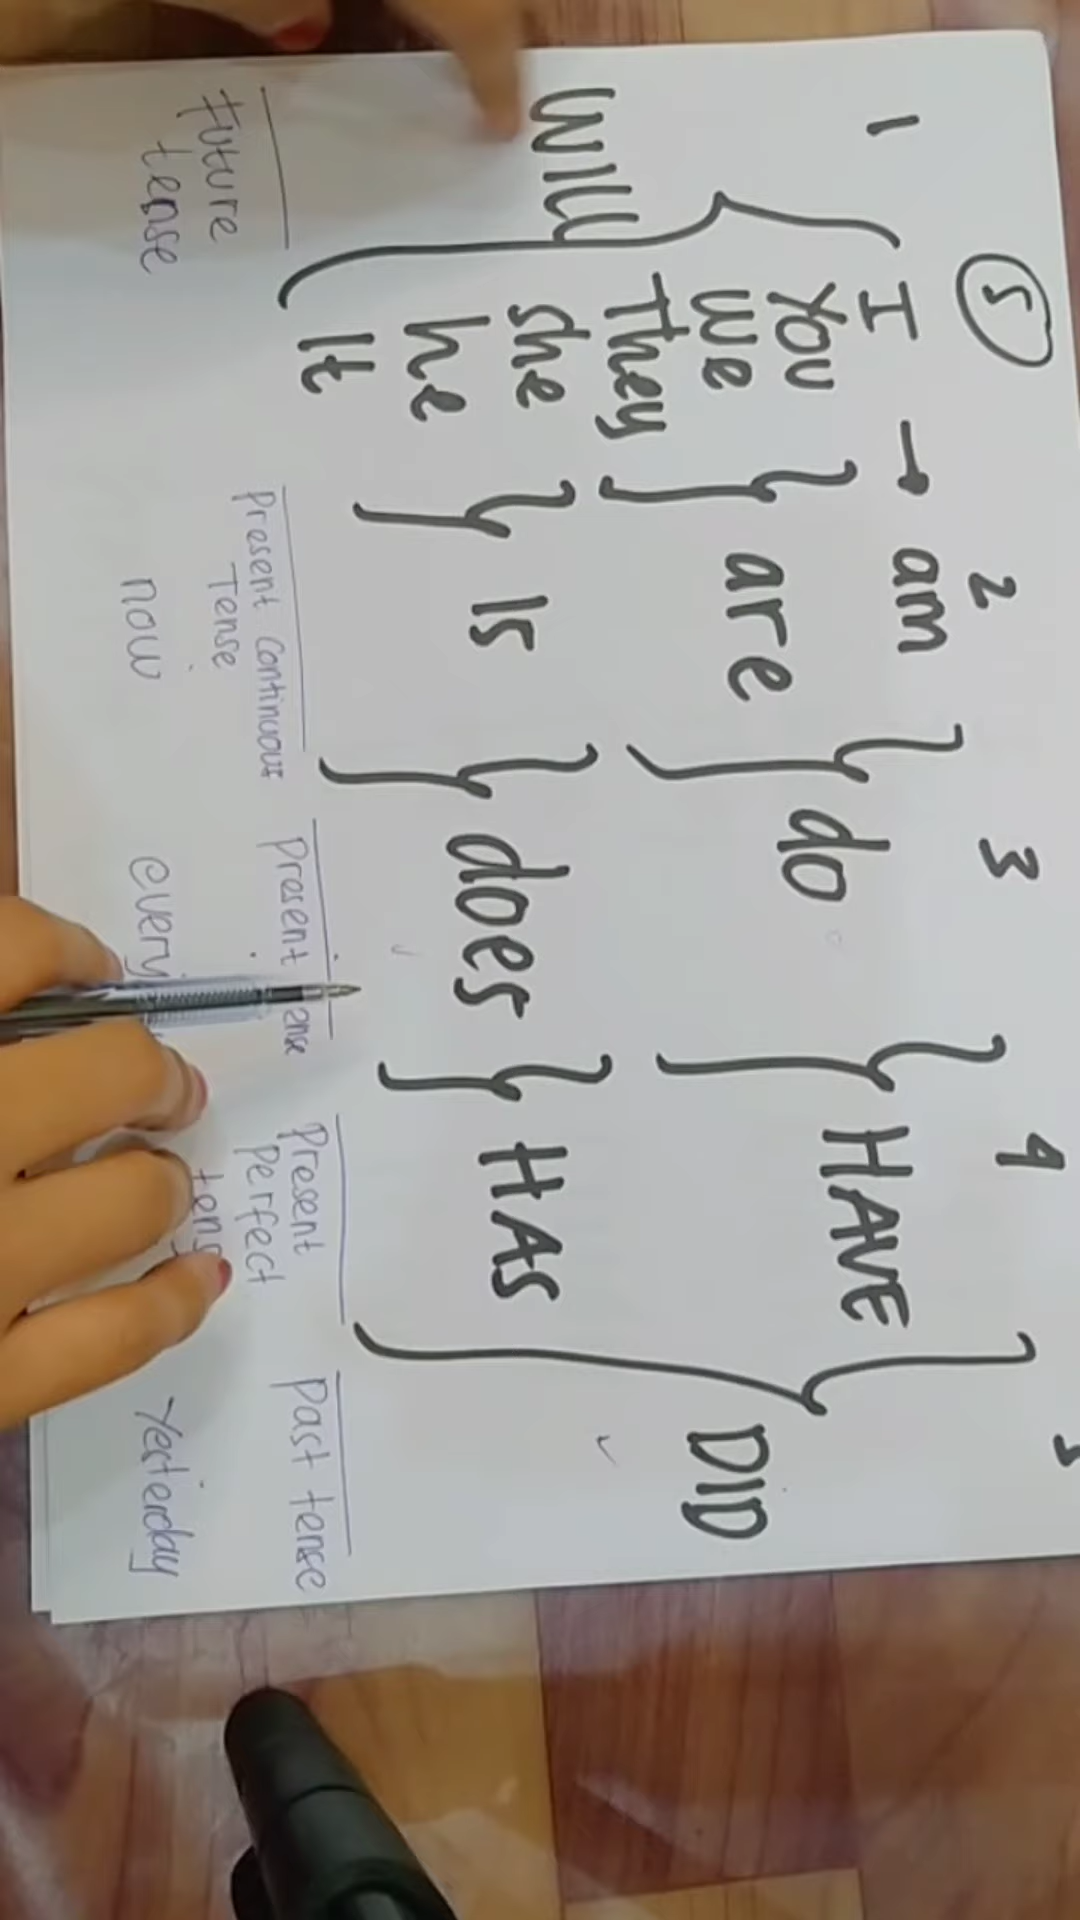 5
1 2 3 4
I → am
You
We are do HAVE
They
WILL DID
she
he Is does HAS
It
Future tense
Present Continuous Tense
now
Present
every
Present perfect
Past tense
Yesterday